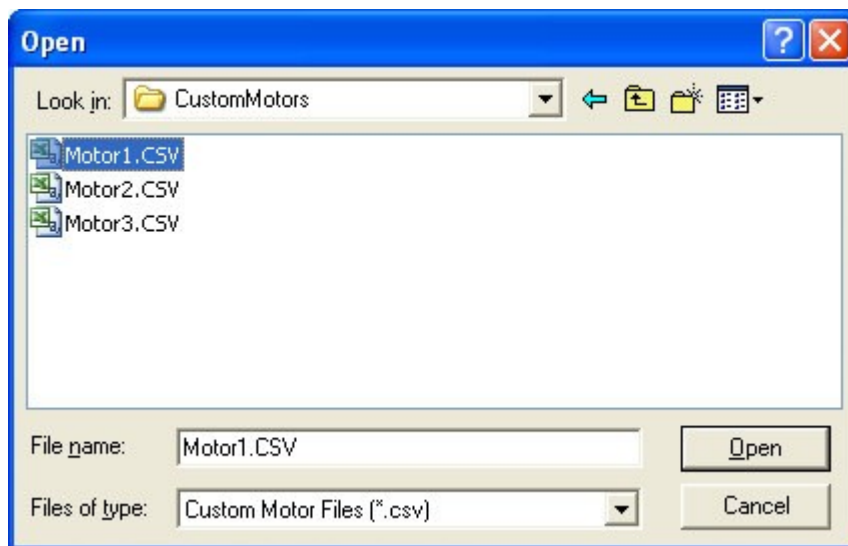 Open
Look in: CustomMotors
Motor1.CSV
Motor2.CSV
Motor3.CSV
File name: Motor1.CSV Open
Files of type: Custom Motor Files (*.csv) Cancel